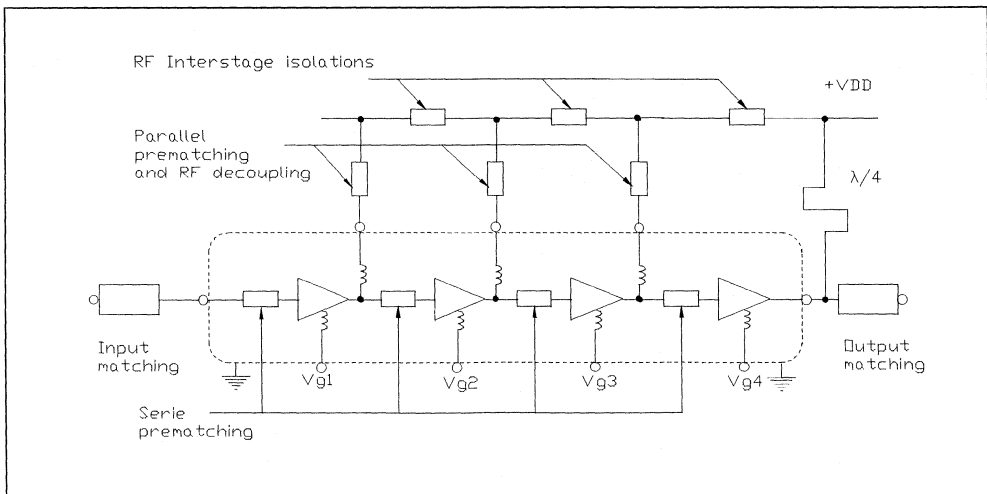 RF Interstage isolations
+VDD
Parallel
prematching
and RF decoupling
λ/4
Input
matching
Vg1
Vg2
Vg3
Vg4
Output
matching
Serie
prematching